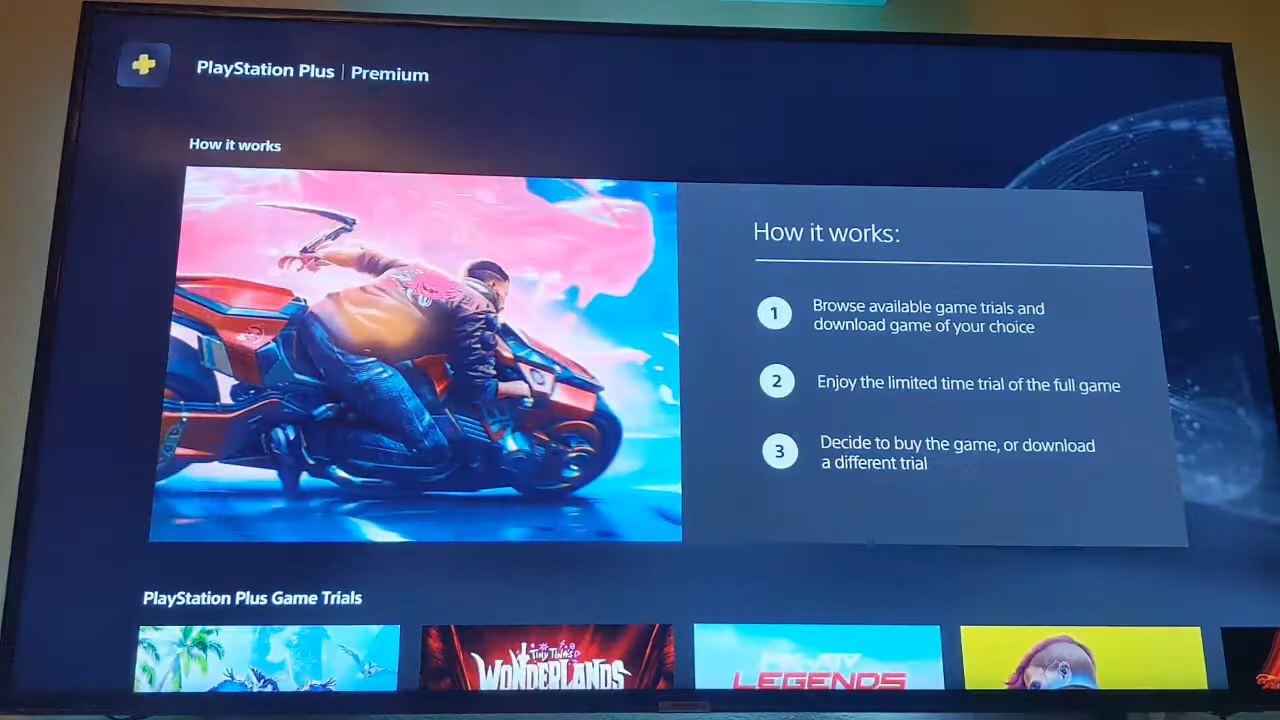 PlayStation Plus | Premium
How it works
How it works:
1 Browse available game trials and
download game of your choice
2 Enjoy the limited time trial of the full game
3 Decide to buy the game, or download
a different trial
PlayStation Plus Game Trials
TINY TINA'S
WONDERLANDS
LEGENDS